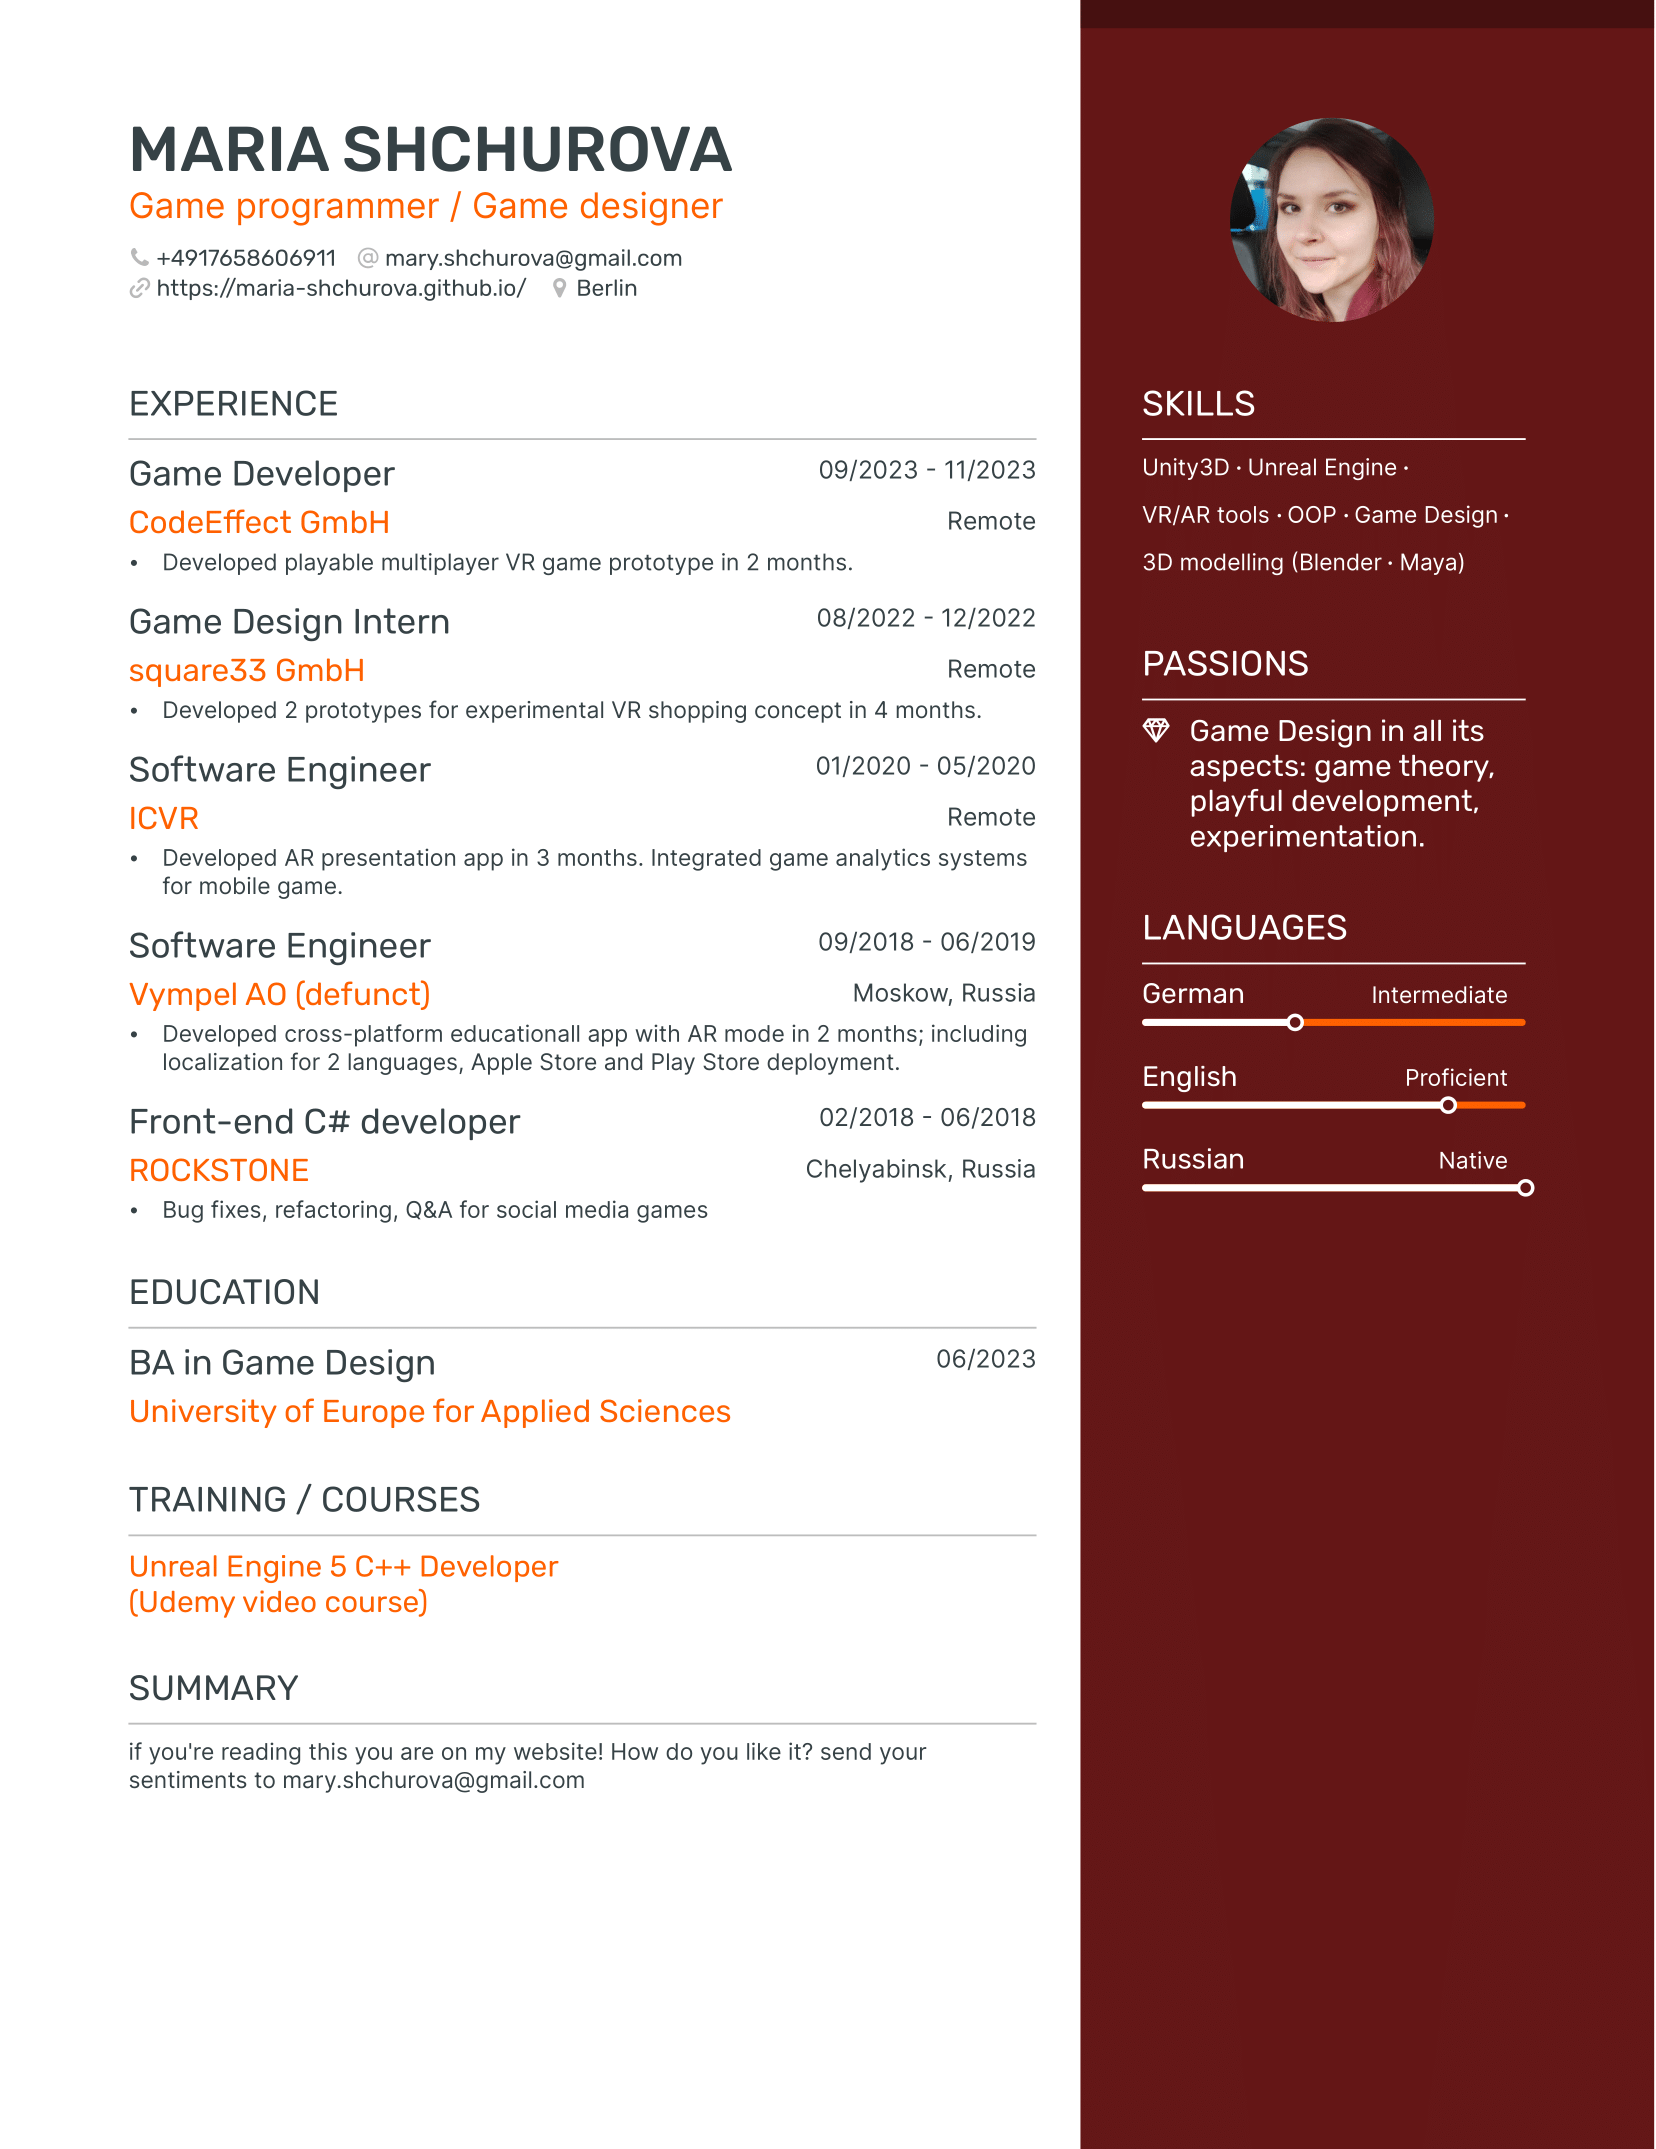 MARIA SHCHUROVA
Game programmer / Game designer
+4917658606911 @ mary.shchurova@gmail.com
https://maria-shchurova.github.io/ Berlin
EXPERIENCE
Game Developer 09/2023 - 11/2023
CodeEffect GmbH Remote
• Developed playable multiplayer VR game prototype in 2 months.
Game Design Intern 08/2022 - 12/2022
square33 GmbH Remote
• Developed 2 prototypes for experimental VR shopping concept in 4 months.
Software Engineer 01/2020 - 05/2020
ICVR Remote
• Developed AR presentation app in 3 months. Integrated game analytics systems
for mobile game.
Software Engineer 09/2018 - 06/2019
Vympel AO (defunct) Moskow, Russia
• Developed cross-platform educationall app with AR mode in 2 months; including
localization for 2 languages, Apple Store and Play Store deployment.
Front-end C# developer 02/2018 - 06/2018
ROCKSTONE Chelyabinsk, Russia
• Bug fixes, refactoring, Q&A for social media games
EDUCATION
BA in Game Design 06/2023
University of Europe for Applied Sciences
TRAINING / COURSES
Unreal Engine 5 C++ Developer
(Udemy video course)
SUMMARY
if you're reading this you are on my website! How do you like it? send your
sentiments to mary.shchurova@gmail.com
SKILLS
Unity3D · Unreal Engine ·
VR/AR tools · OOP · Game Design ·
3D modelling (Blender · Maya)
PASSIONS
Game Design in all its
aspects: game theory,
playful development,
experimentation.
LANGUAGES
German Intermediate
English Proficient
Russian Native